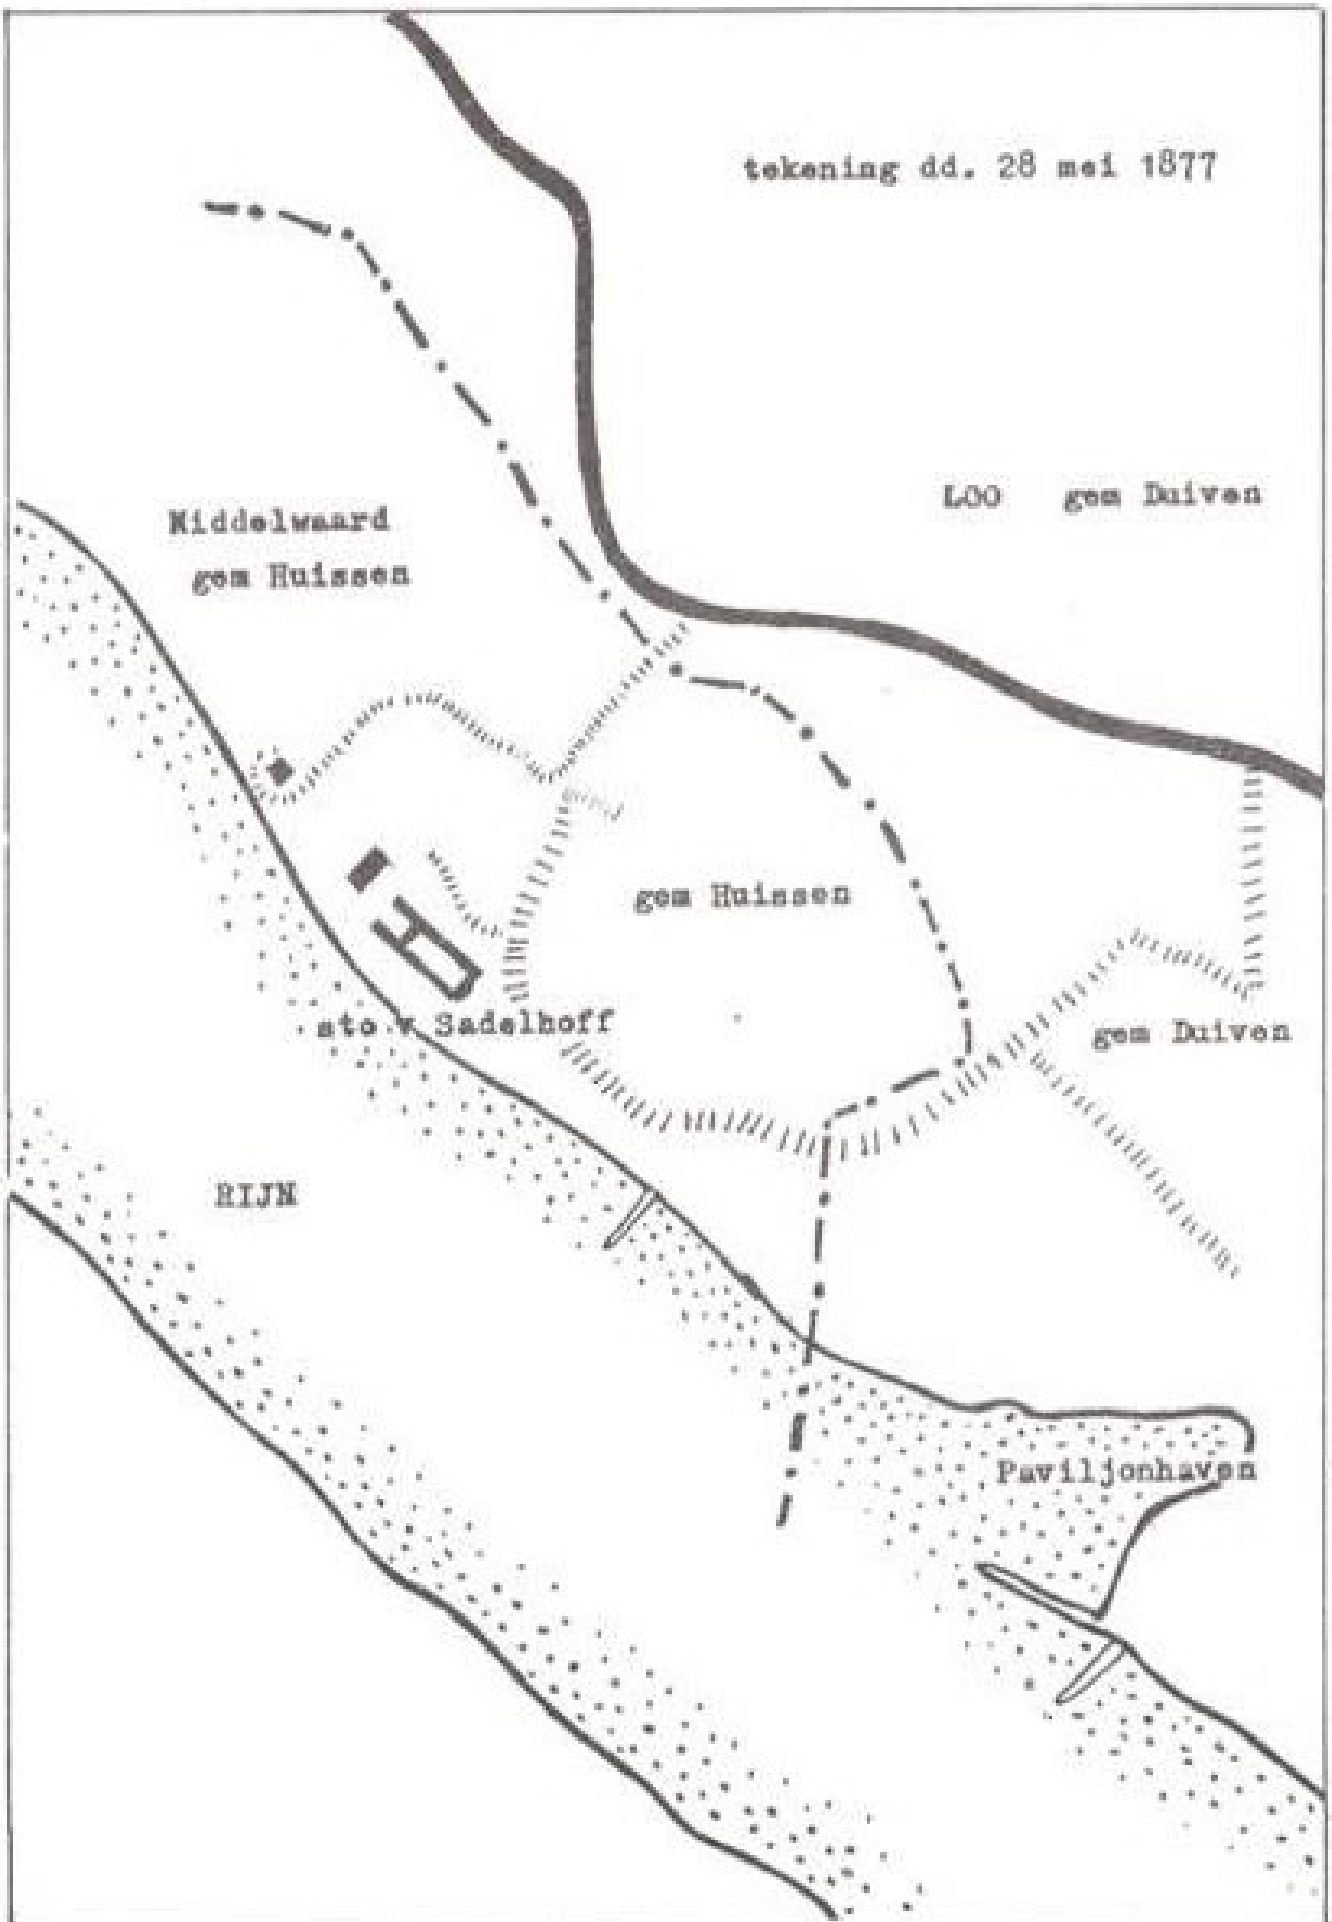 tekening dd. 28 mei 1877
LOO gem Duiven
Middelwaard
gem Huissen
gem Huissen
sto v Sadelhoff
gem Duiven
RIJN
Paviljonhaven